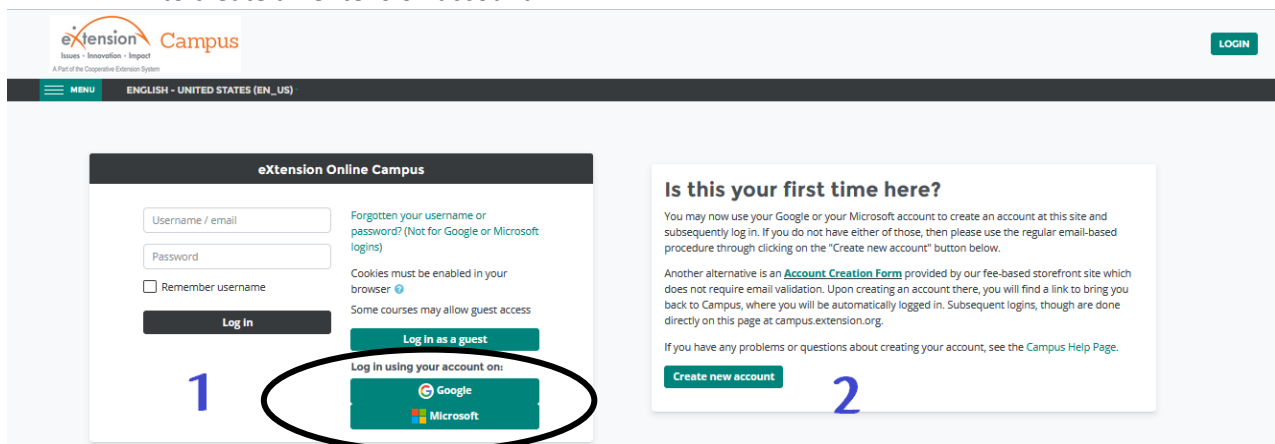 eXtension Campus
Issues - Innovation - Impact
A Part of the Cooperative Extension System
LOGIN
MENU
ENGLISH - UNITED STATES (EN_US)
eXtension Online Campus
Username / email
Password
Remember username
Log in
Forgotten your username or
password? (Not for Google or Microsoft
logins)
Cookies must be enabled in your
browser
Some courses may allow guest access
Log in as a guest
Log in using your account on:
Google
Microsoft
1
Is this your first time here?
You may now use your Google or your Microsoft account to create an account at this site and
subsequently log in. If you do not have either of those, then please use the regular email-based
procedure through clicking on the "Create new account" button below.
Another alternative is an Account Creation Form provided by our fee-based storefront site which
does not require email validation. Upon creating an account there, you will find a link to bring you
back to Campus, where you will be automatically logged in. Subsequent logins, though are done
directly on this page at campus.extension.org.
If you have any problems or questions about creating your account, see the Campus Help Page.
Create new account
2